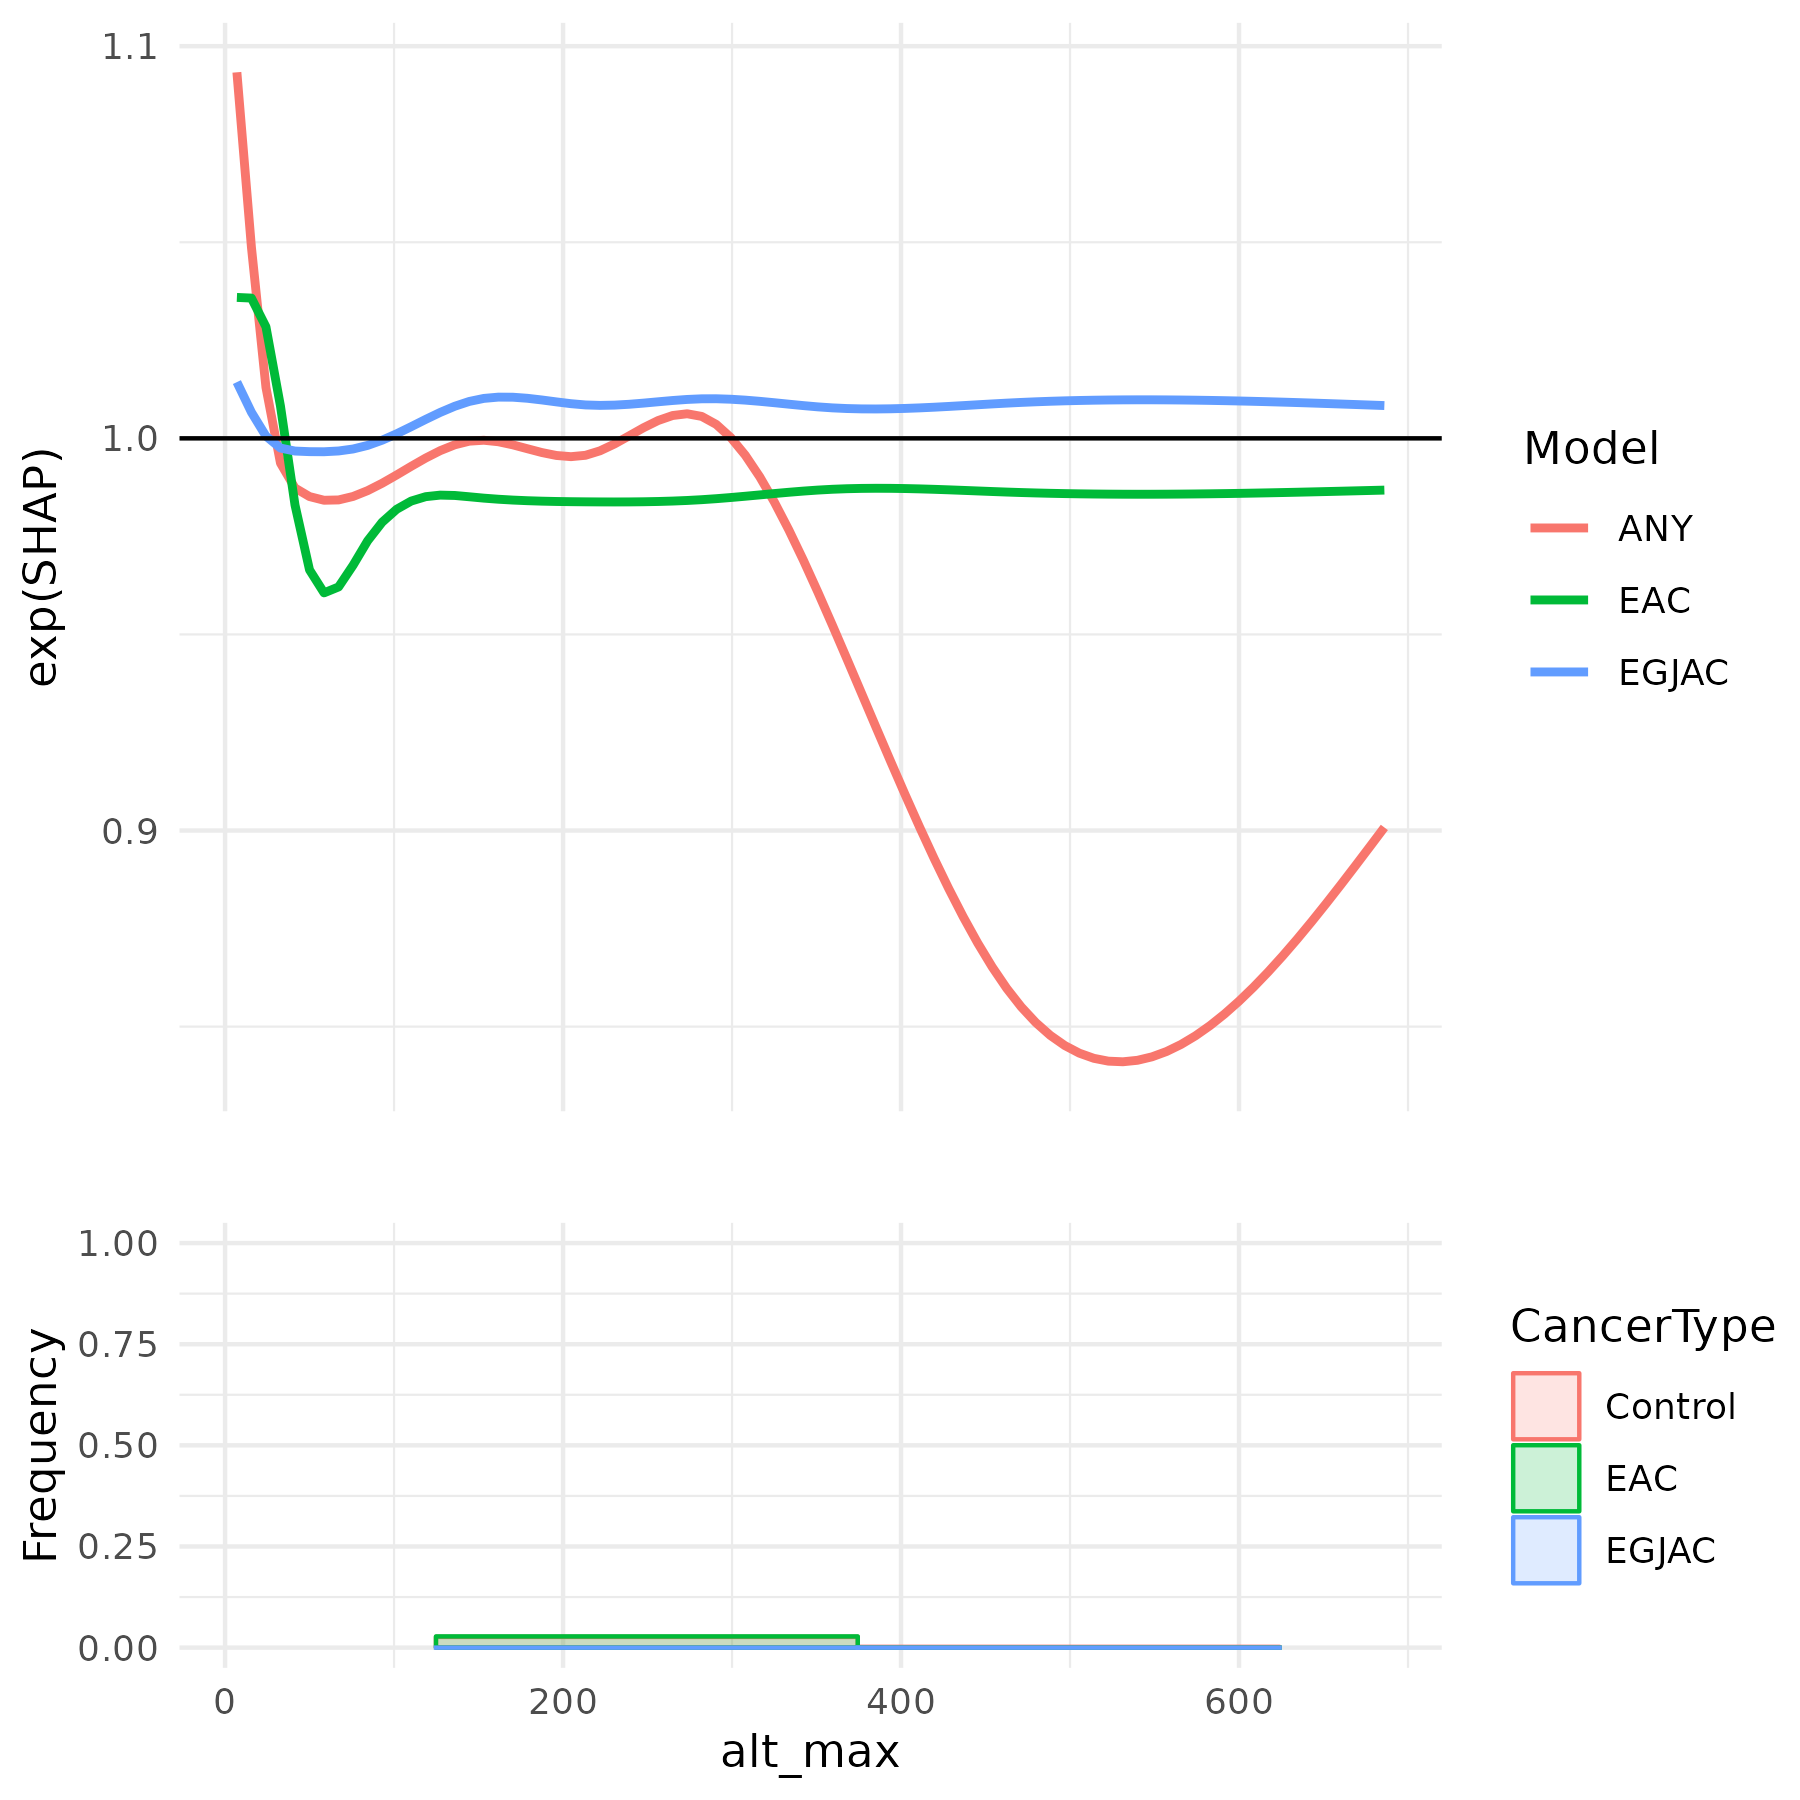 1.1
1.0
0.9
exp(SHAP)
Model
ANY
EAC
EGJAC
1.00
0.75
0.50
0.25
0.00
Frequency
0 200 400 600
alt_max
CancerType
Control
EAC
EGJAC